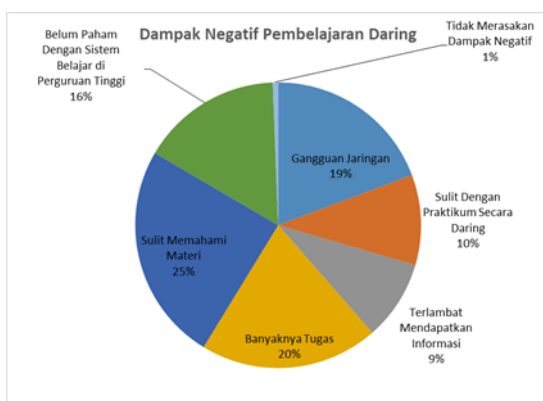 Dampak Negatif Pembelajaran Daring
Tidak Merasakan
Dampak Negatif
1%
Gangguan Jaringan
19%
Sulit Dengan
Praktikum Secara
Daring
10%
Terlambat
Mendapatkan
Informasi
9%
Banyaknya Tugas
20%
Sulit Memahami
Materi
25%
Belum Paham
Dengan Sistem
Belajar di
Perguruan Tinggi
16%